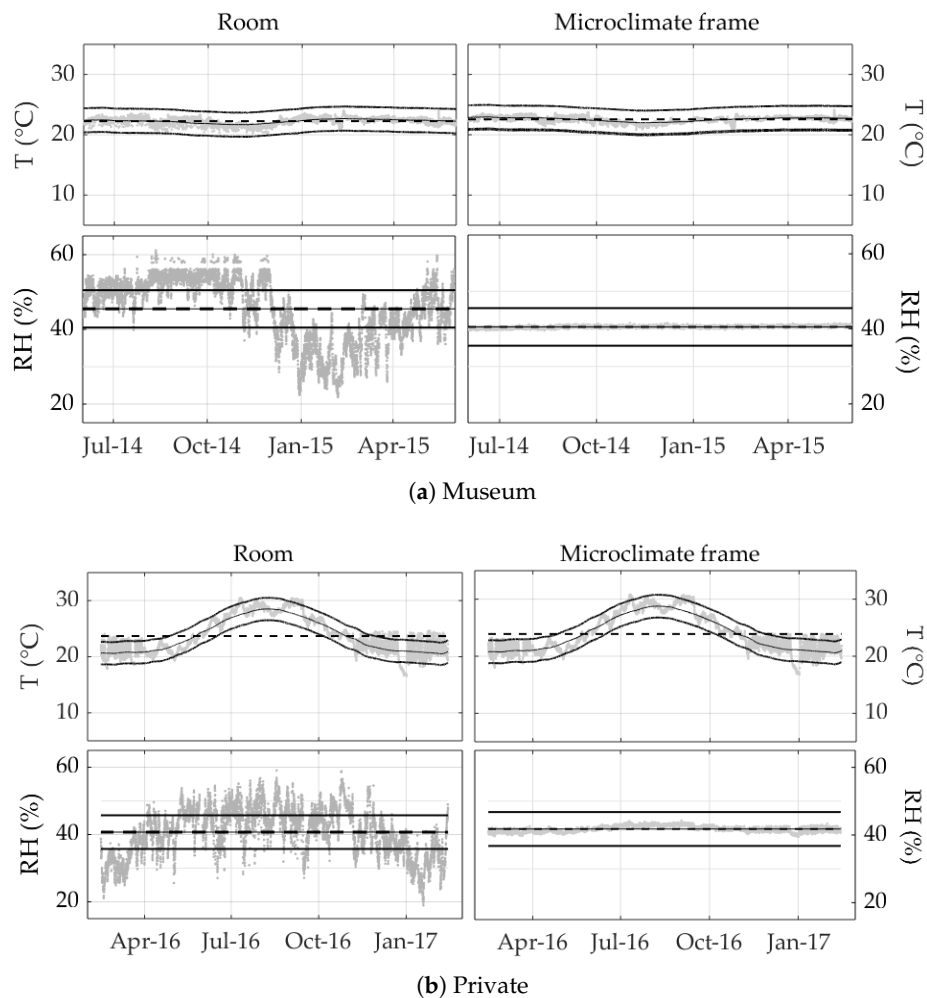 Room Microclimate frame
30 30
T (°C) 20 20 T (°C)
10 10
60 60
RH (%) 40 40 RH (%)
20 20
Jul-14 Oct-14 Jan-15 Apr-15 Jul-14 Oct-14 Jan-15 Apr-15
(a) Museum
Room Microclimate frame
30 30
T (°C) 20 20 T (°C)
10 10
60 60
RH (%) 40 40 RH (%)
20 20
Apr-16 Jul-16 Oct-16 Jan-17 Apr-16 Jul-16 Oct-16 Jan-17
(b) Private